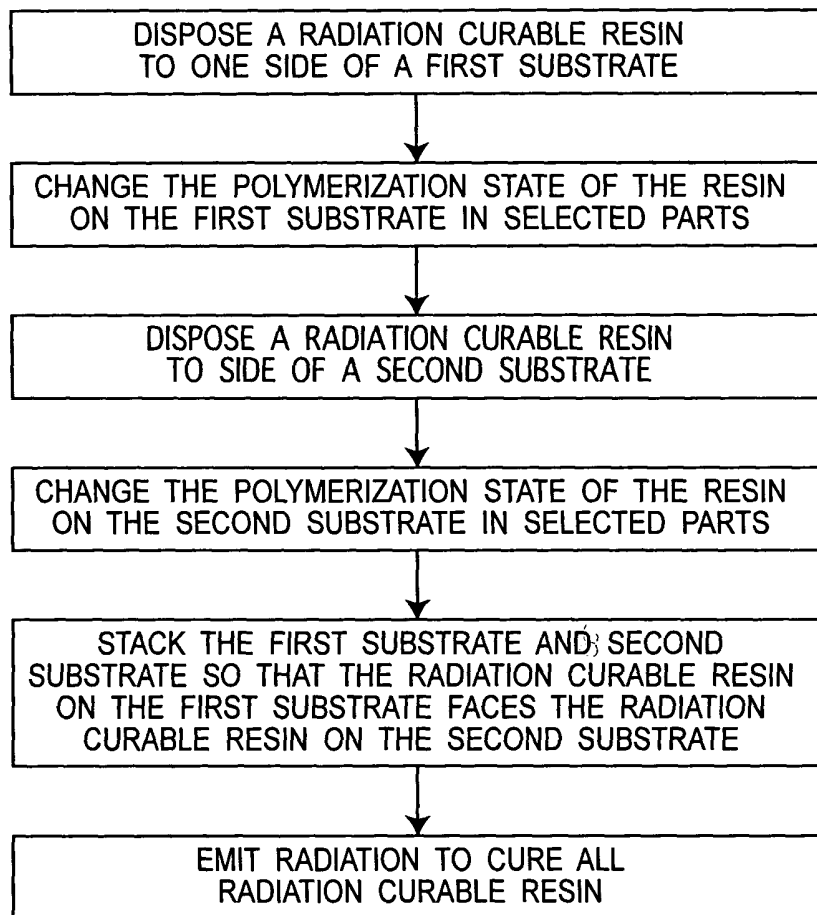 DISPOSE A RADIATION CURABLE RESIN
TO ONE SIDE OF A FIRST SUBSTRATE
CHANGE THE POLYMERIZATION STATE OF THE RESIN
ON THE FIRST SUBSTRATE IN SELECTED PARTS
DISPOSE A RADIATION CURABLE RESIN
TO SIDE OF A SECOND SUBSTRATE
CHANGE THE POLYMERIZATION STATE OF THE RESIN
ON THE SECOND SUBSTRATE IN SELECTED PARTS
STACK THE FIRST SUBSTRATE AND SECOND
SUBSTRATE SO THAT THE RADIATION CURABLE RESIN
ON THE FIRST SUBSTRATE FACES THE RADIATION
CURABLE RESIN ON THE SECOND SUBSTRATE
EMIT RADIATION TO CURE ALL
RADIATION CURABLE RESIN